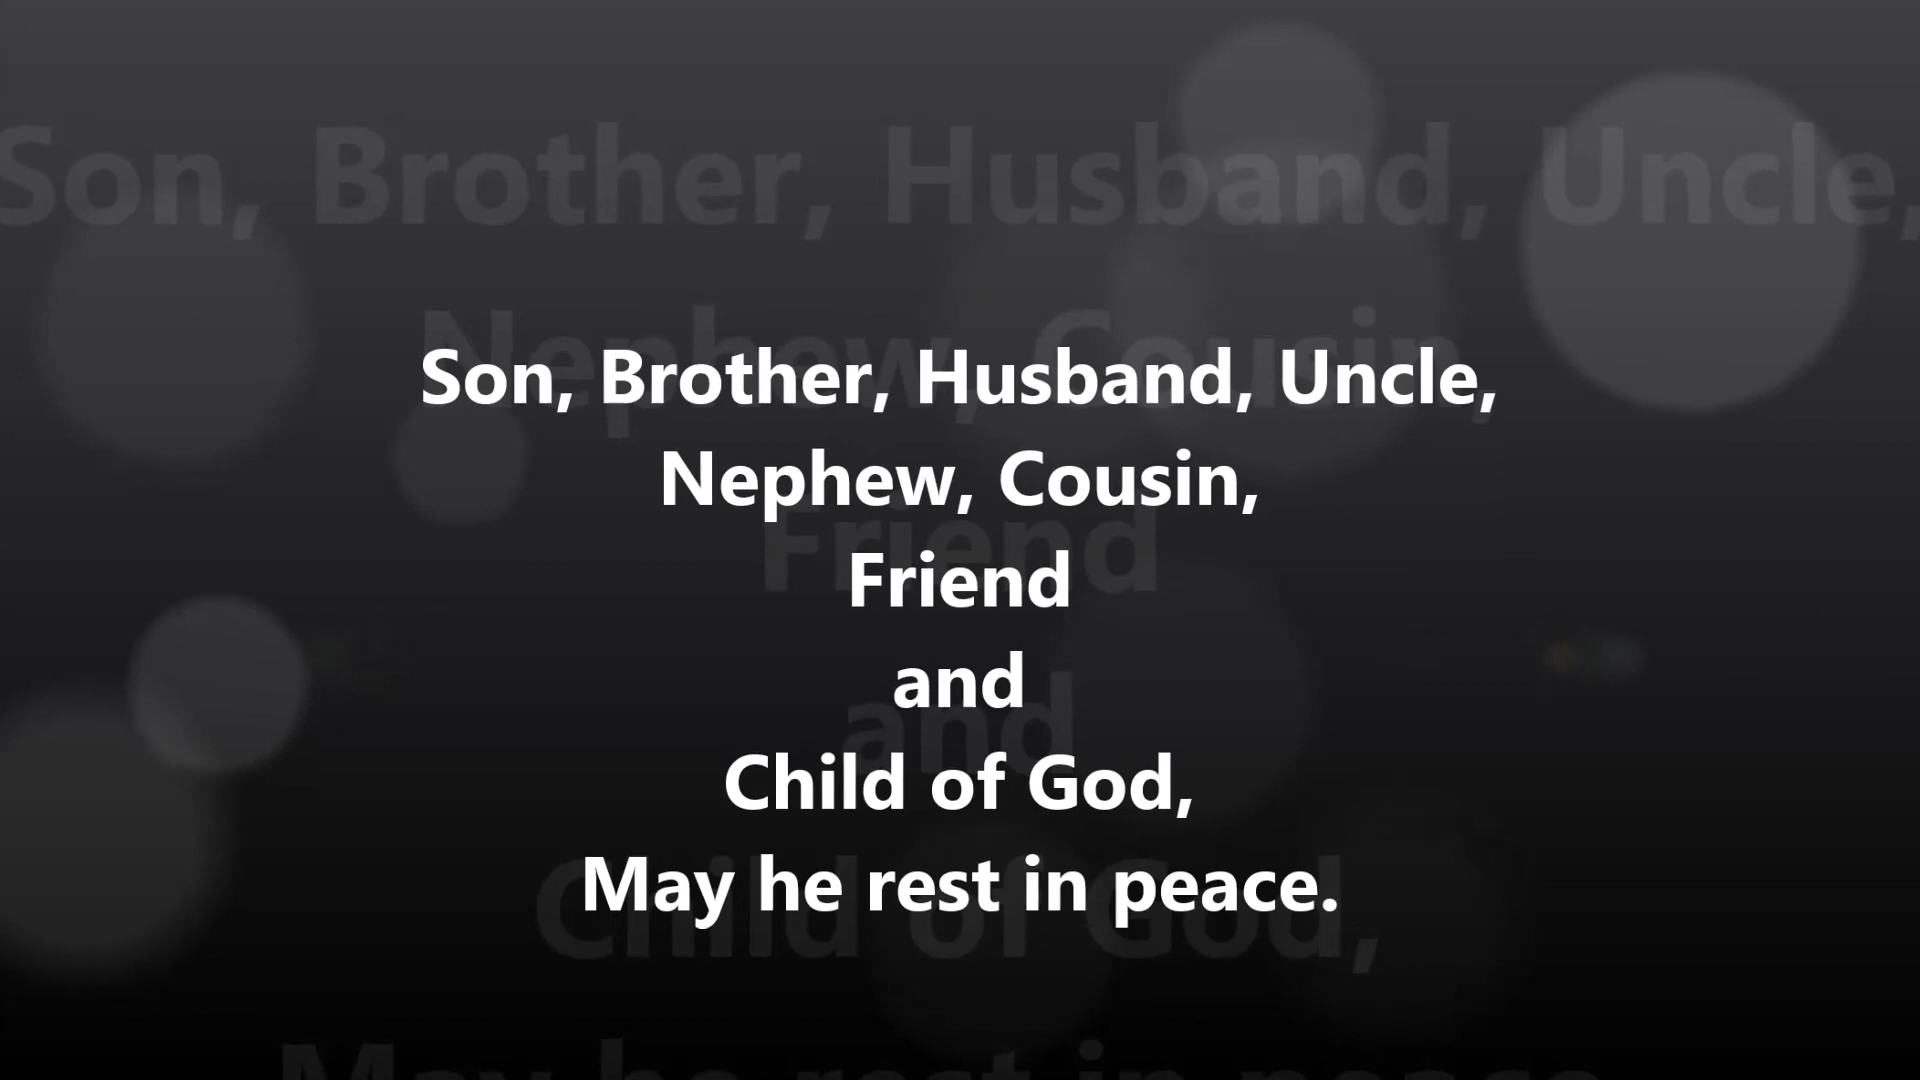 Son, Brother, Husband, Uncle,
Nephew, Cousin,
Friend
and
Child of God,
May he rest in peace.